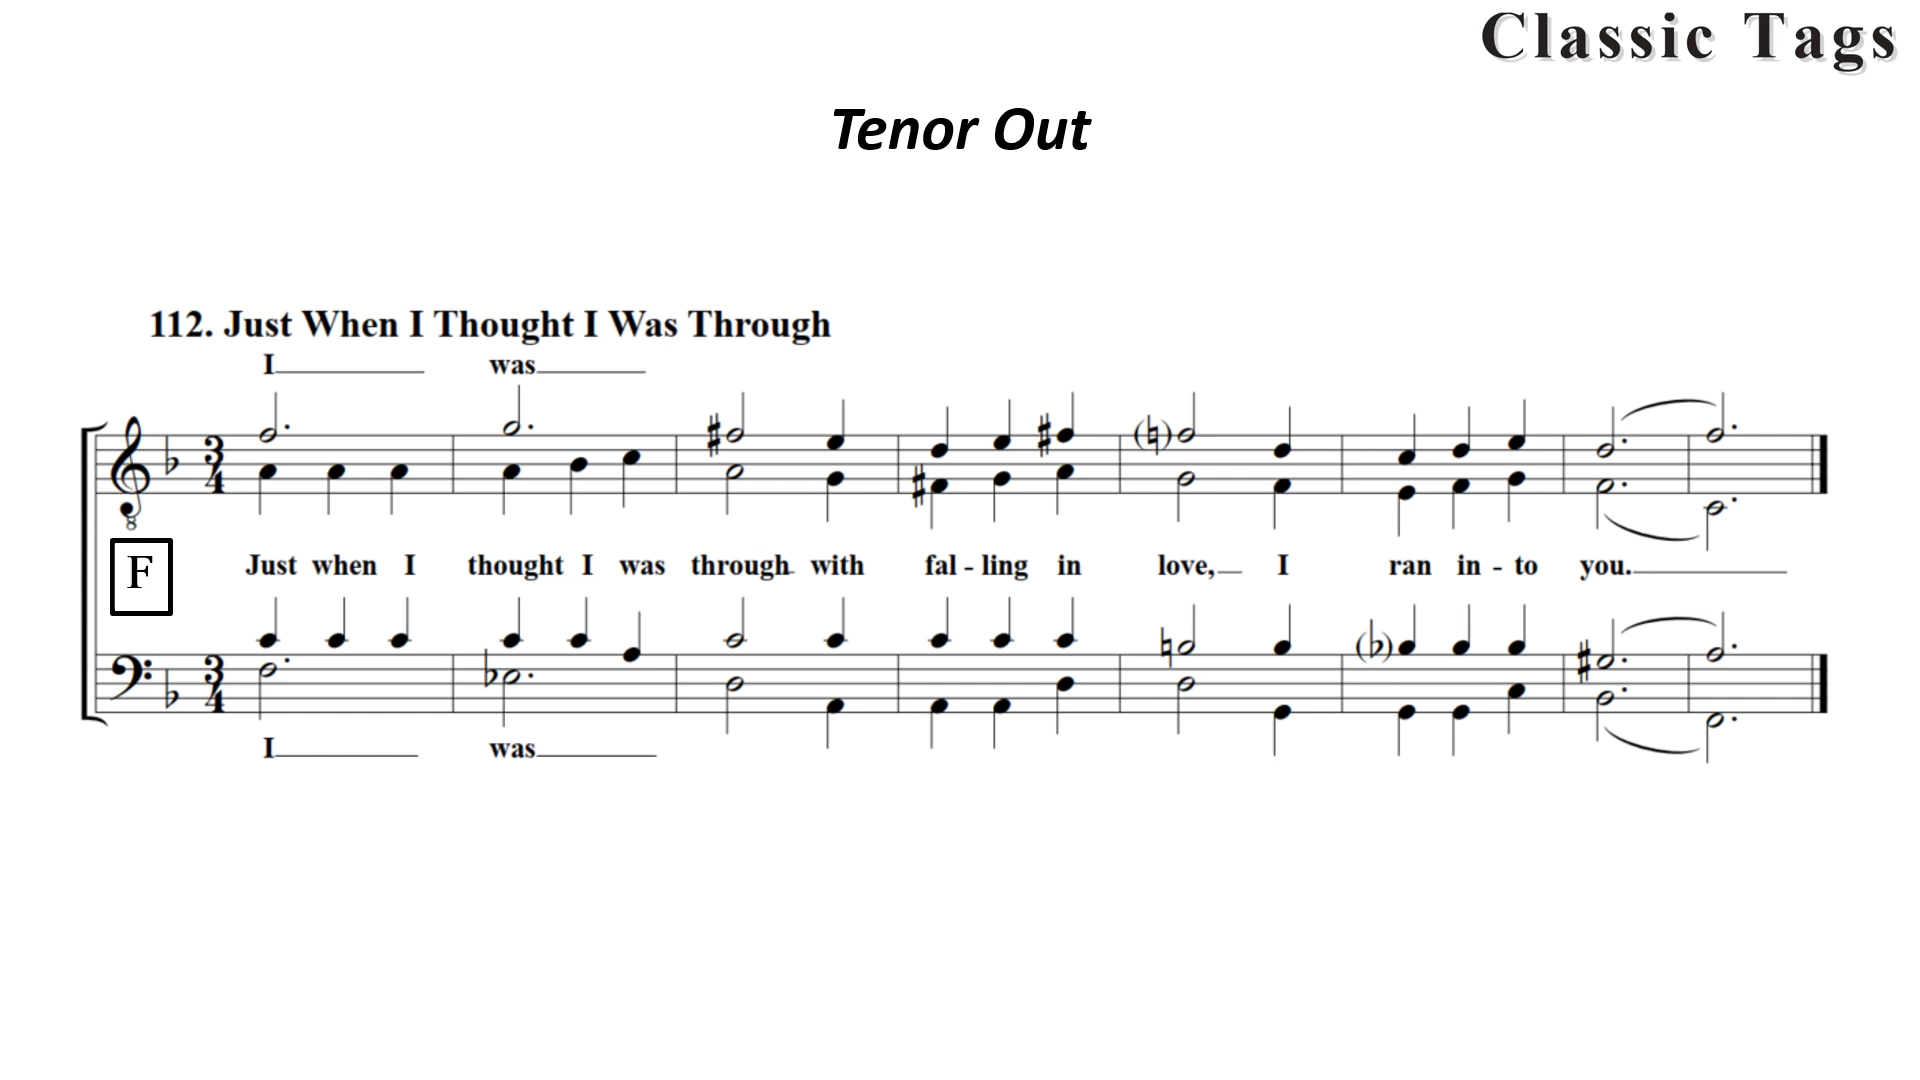 Classic Tags
Tenor Out
112. Just When I Thought I Was Through
I was
F
Just when I thought I was through with fal - ling in love, I ran in - to you.
I was